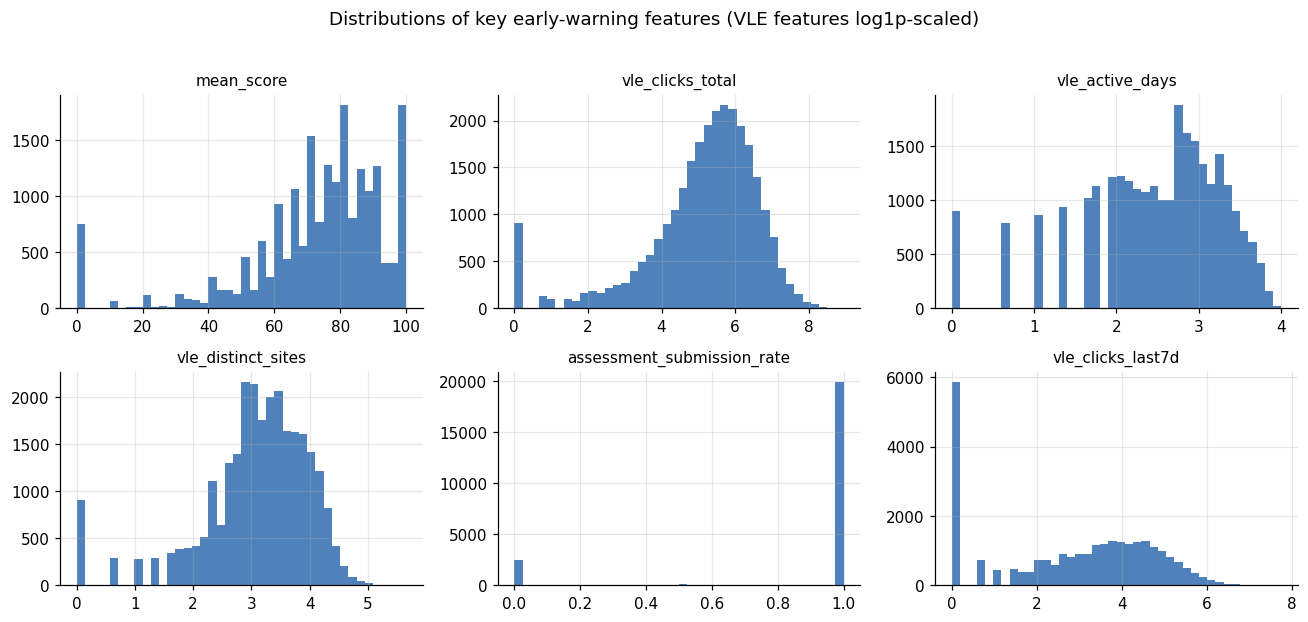 Distributions of key early-warning features (VLE features log1p-scaled)
mean_score
vle_clicks_total
vle_active_days
1500
1000
500
0
0 20 40 60 80 100
2000
1500
1000
500
0
0 2 4 6 8
1500
1000
500
0
0 1 2 3 4
vle_distinct_sites
assessment_submission_rate
vle_clicks_last7d
2000
1500
1000
500
0
0 1 2 3 4 5
20000
15000
10000
5000
0
0.0 0.2 0.4 0.6 0.8 1.0
6000
4000
2000
0
0 2 4 6 8